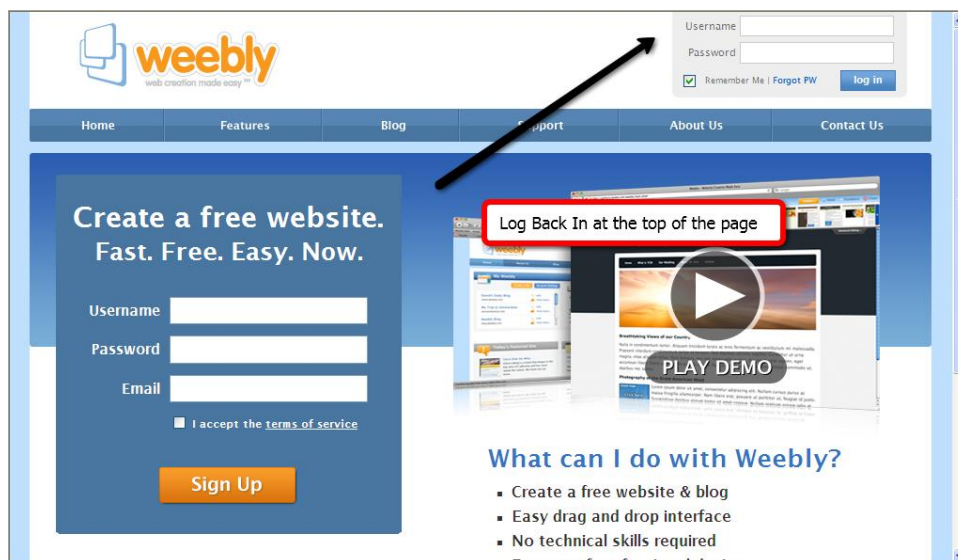 Username
Password
Remember Me | Forgot PW
log in
weebly
web creation made easy ™
Home Features Blog Support About Us Contact Us
Create a free website.
Fast. Free. Easy. Now.
Username
Password
Email
I accept the terms of service
Sign Up
Log Back In at the top of the page
weebly
PLAY DEMO
What can I do with Weebly?
Create a free website & blog
Easy drag and drop interface
No technical skills required